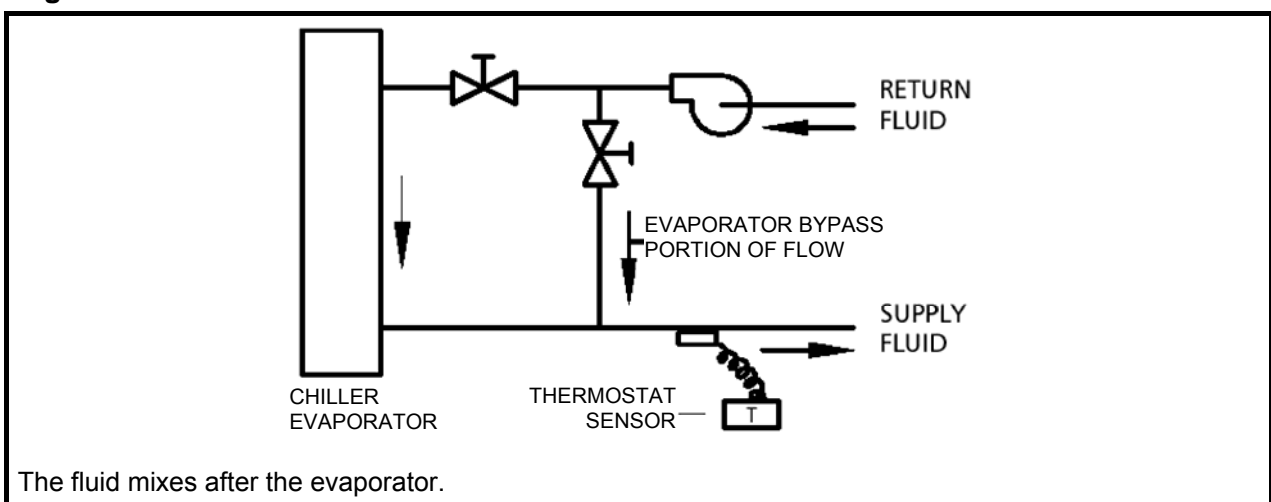 RETURN
FLUID
EVAPORATOR BYPASS
PORTION OF FLOW
SUPPLY
FLUID
CHILLER
EVAPORATOR
THERMOSTAT
SENSOR
T
The fluid mixes after the evaporator.